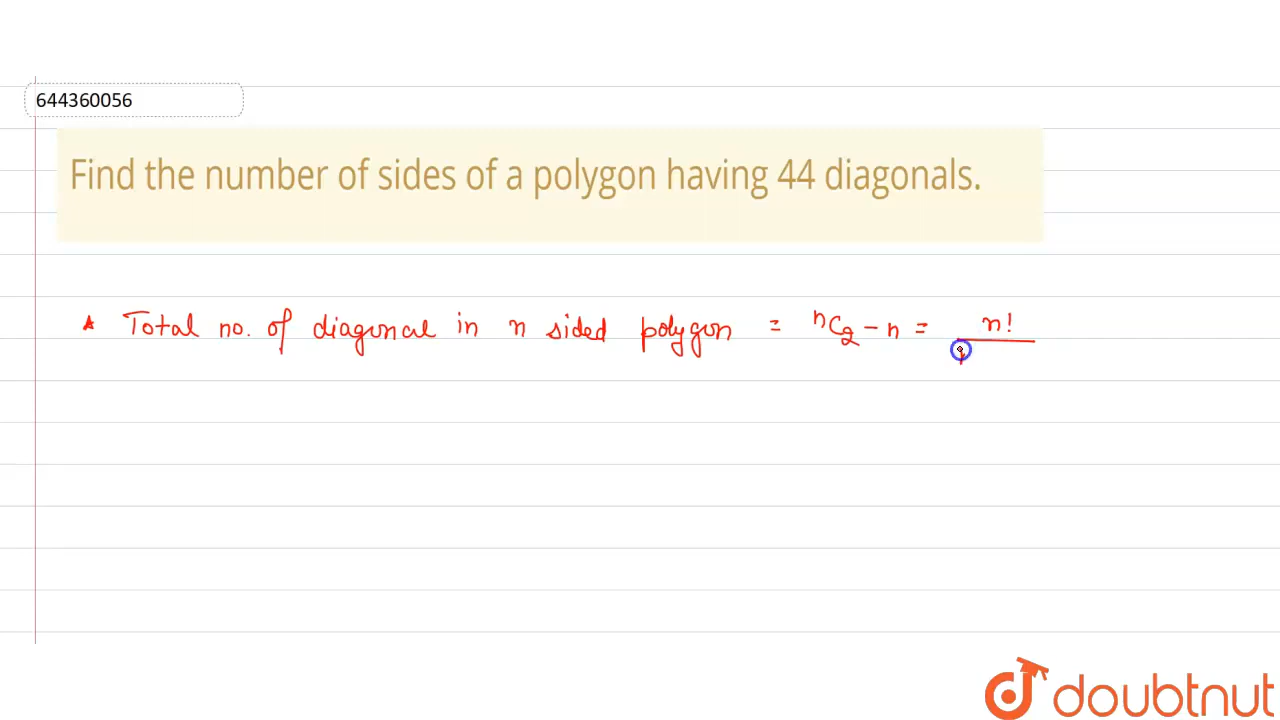 644360056
Find the number of sides of a polygon having 44 diagonals.
* Total no. of diagonal in n sided polygon = ⁿC₂ - n = n!
doubtnut